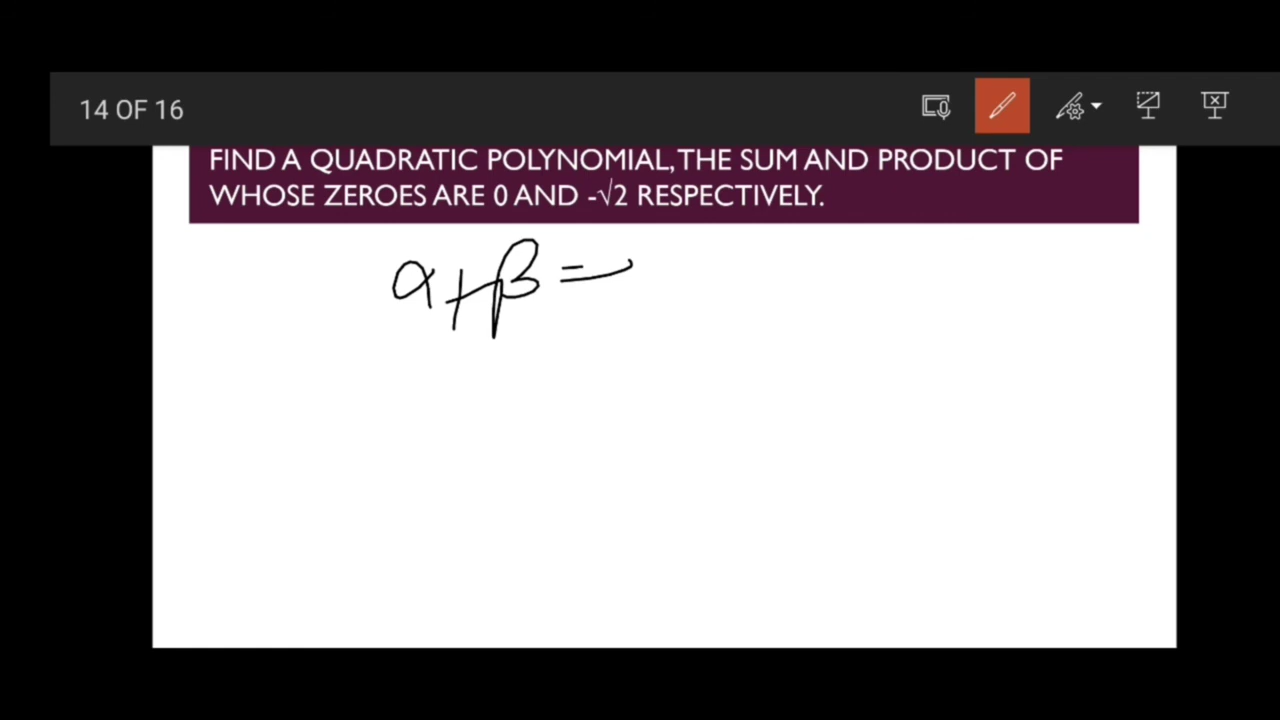 14 OF 16
FIND A QUADRATIC POLYNOMIAL, THE SUM AND PRODUCT OF
WHOSE ZEROES ARE 0 AND -√2 RESPECTIVELY.
α+β=